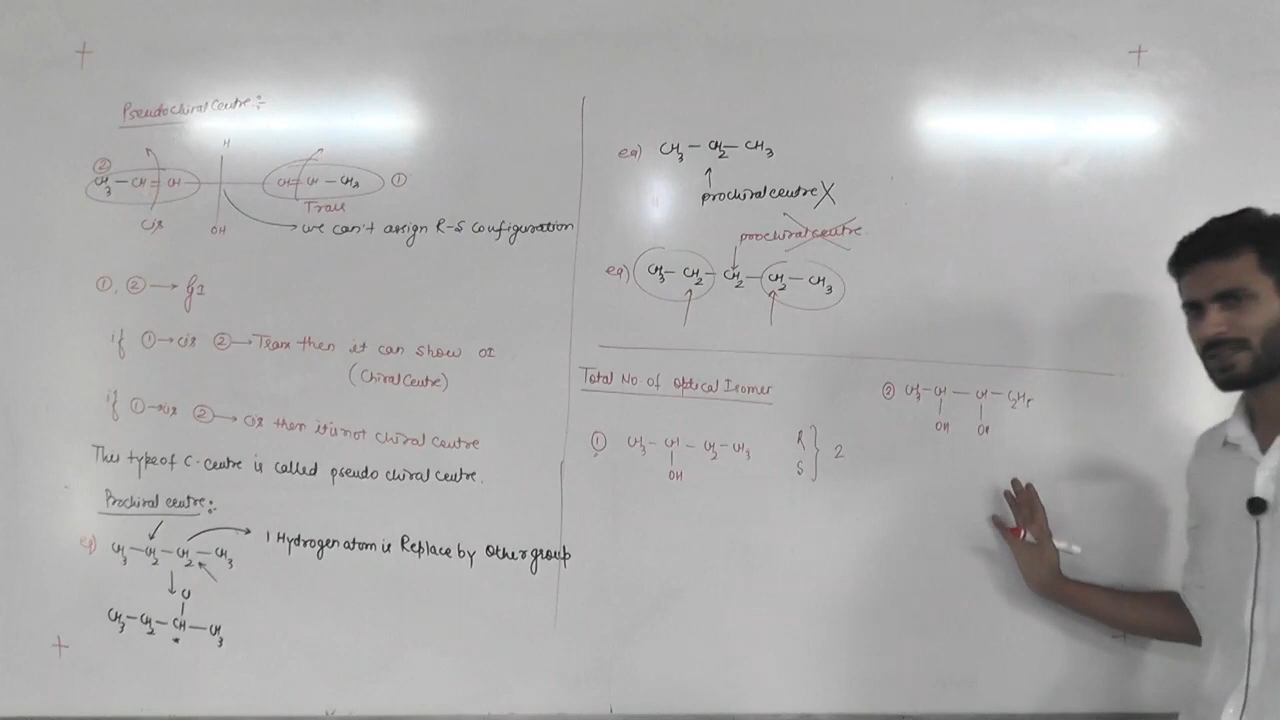 Pseudochiral Centre :-
H
②
CH3 — CH = CH — CH = CH — CH3 ①
Cis
Trans
OH
we can't assign R-S Configuration
①, ② → GI
if ① → cis ② → Trans then it can show OI
(Chiral Centre)
if ① → cis ② → cis then it is not chiral centre
This type of C-centre is called pseudo chiral centre.
Prochiral centre :-
eg) CH3 — CH2 — CH2 — CH3
1 Hydrogen atom is Replace by Other group
Cl
CH3 — CH2 — CH — CH3
*
eg) CH3 — CH2 — CH3
prochiral centre X
prochiral centre
eg) CH3 — CH2 — CH2 — CH2 — CH3
Total No. of Optical Isomer
① CH3 — CH — CH2 — CH3
OH
R
S
2
② CH3 — CH — CH — C2H5
OH OH